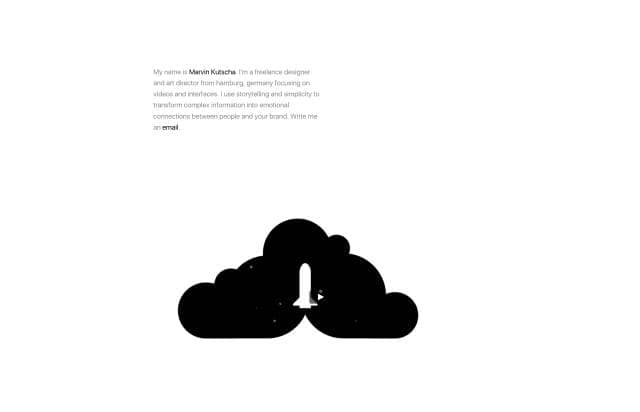 My name is Marvin Kutscha. I'm a freelance designer
and art director from hamburg, germany focusing on
videos and interfaces. I use storytelling and simplicity to
transform complex information into emotional
connections between people and your brand. Write me
an email.